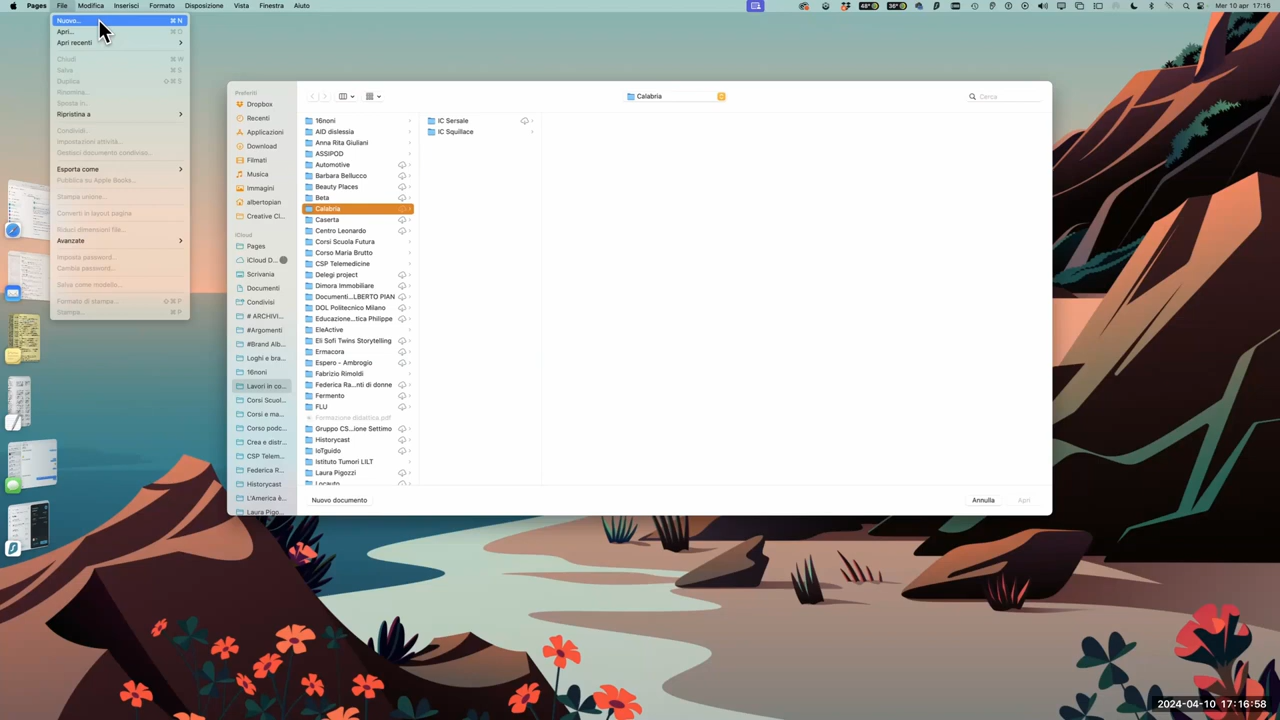 Pages File Modifica Inserisci Formato Disposizione Vista Finestra Aiuto
48° 36° Mer 10 apr 17:16
Nuovo... ⌘ N
Apri... ⌘ O
Apri recenti
Chiudi ⌘ W
Salva ⌘ S
Duplica ⇧ ⌘ S
Rinomina...
Sposta in...
Ripristina a
Condividi...
Impostazioni attività...
Gestisci documento condiviso...
Esporta come
Pubblica su Apple Books...
Stampa unione...
Converti in layout pagina
Riduci dimensioni file...
Avanzate
Imposta password...
Cambia password...
Salva come modello...
Formato di stampa... ⇧ ⌘ P
Stampa... ⌘ P
Preferiti
Dropbox
Recenti
Applicazioni
Download
Filmati
Musica
Immagini
albertopian
Creative Cl...
iCloud
Pages
iCloud D...
Scrivania
Documenti
Condivisi
# ARCHIVI...
#Argomenti
#Brand Alb...
Loghi e bra...
16noni
Lavori in co...
Corsi Scuol...
Corsi e ma...
Corso podc...
Crea e distr...
CSP Telem...
Federica R...
Historycast
L'America è...
Laura Pigo...
Calabria
Cerca
16noni
AID dislessia
Anna Rita Giuliani
ASSIPOD
Automotive
Barbara Bellucco
Beauty Places
Beta
Calabria
Caserta
Centro Leonardo
Corsi Scuola Futura
Corso Maria Brutto
CSP Telemedicine
Delegi project
Dimora Immobiliare
Documenti...LBERTO PIAN
DOL Politecnico Milano
Educazione...tica Philippe
EleActive
Eli Sofi Twins Storytelling
Ermacora
Espero - Ambrogio
Fabrizio Rimoldi
Federica Ra...nti di donne
Fermento
FLU
Formazione didattica.pdf
Gruppo CS...ione Settimo
Historycast
IoTguido
Istituto Tumori LILT
Laura Pigozzi
Locauto
IC Sersale
IC Squillace
Nuovo documento
Annulla Apri
2024-04-10 17:16:58